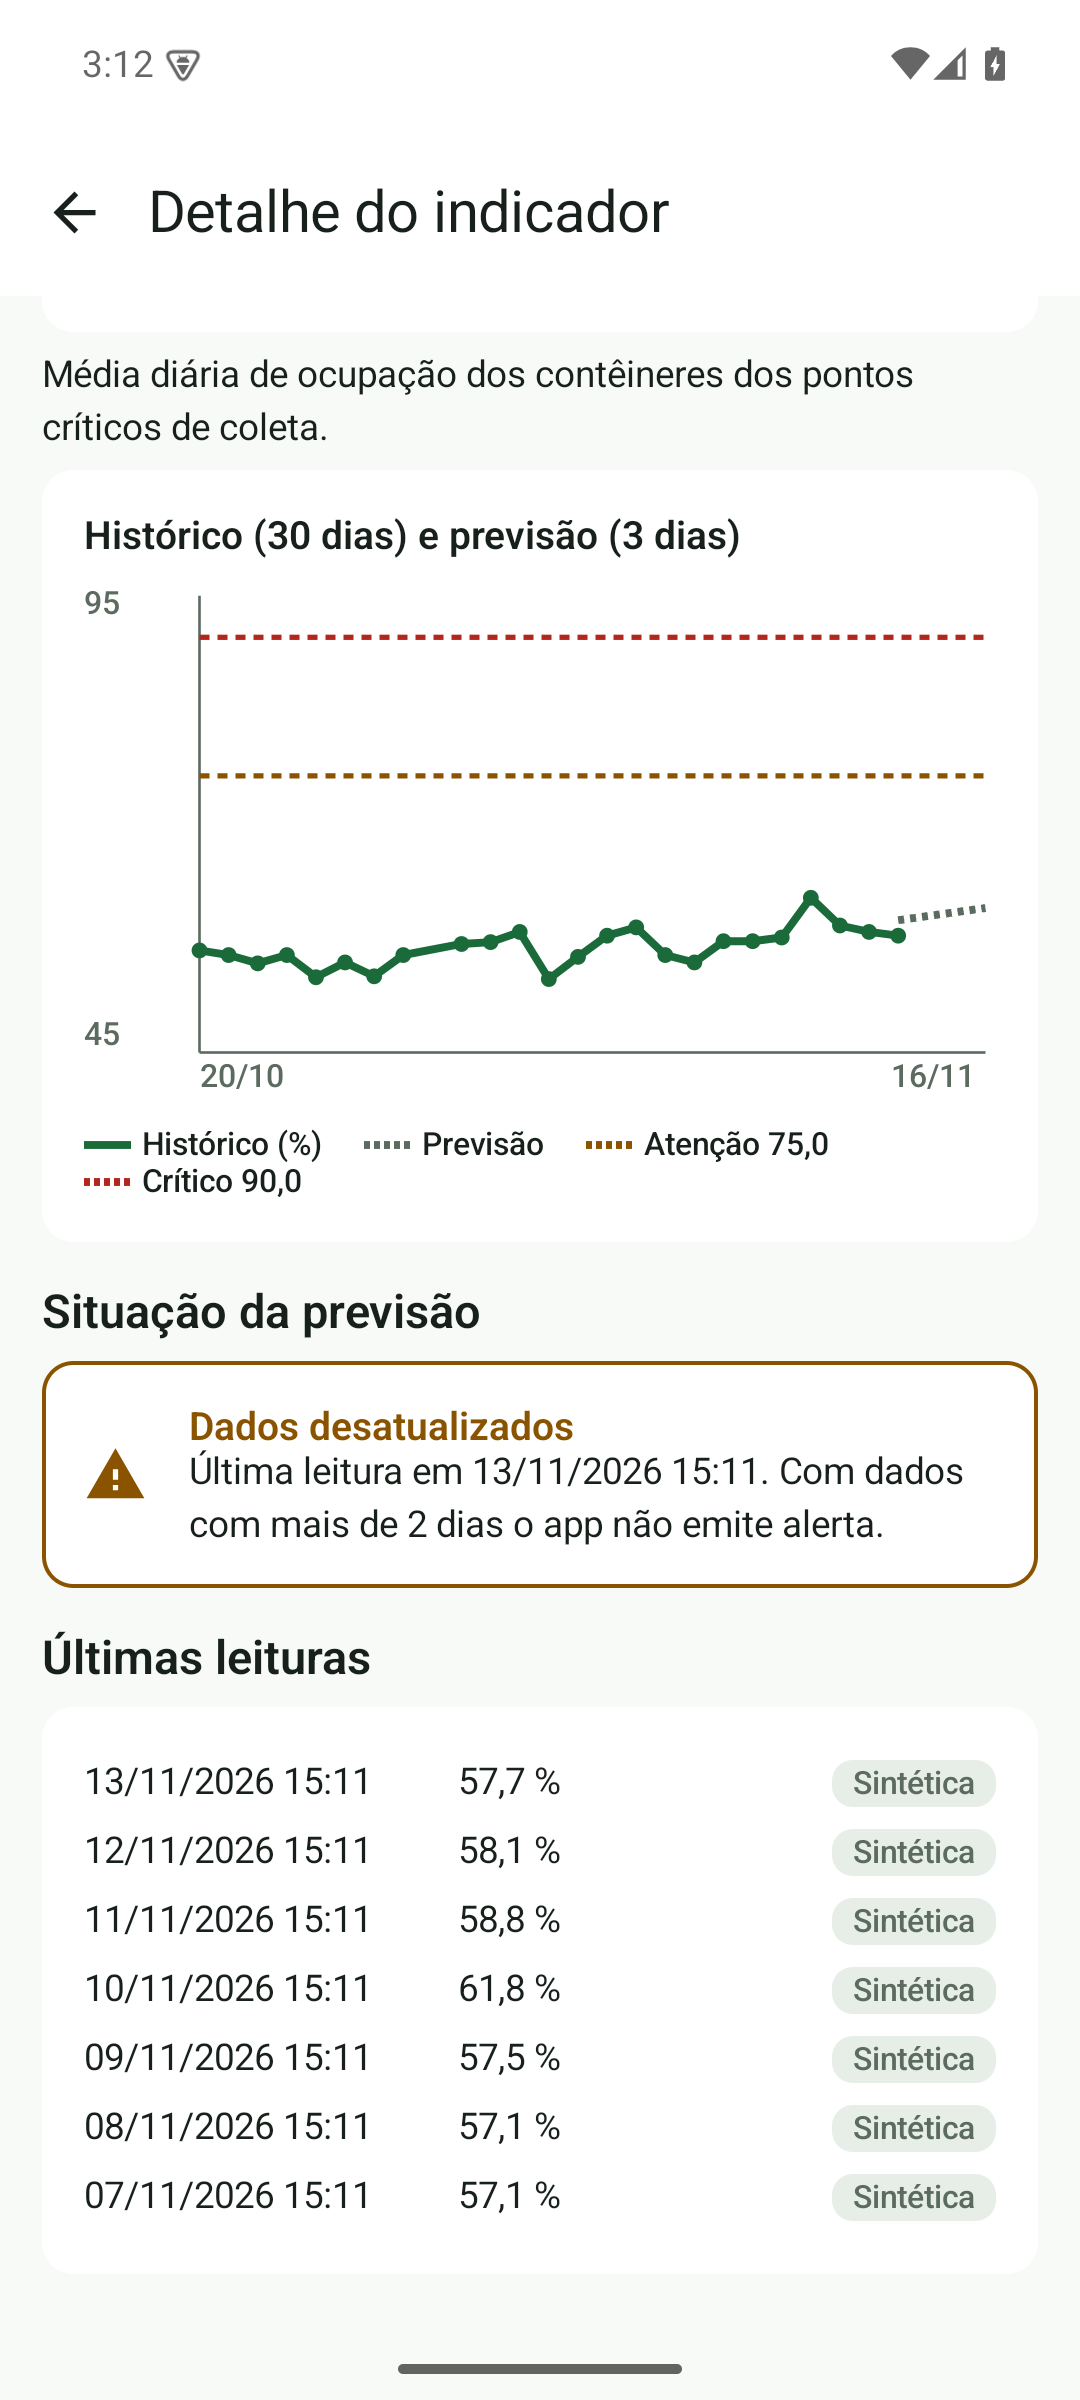 3:12
Detalhe do indicador
Média diária de ocupação dos contêineres dos pontos
críticos de coleta.
Histórico (30 dias) e previsão (3 dias)
95
45
20/10 16/11
Histórico (%) Previsão Atenção 75,0
Crítico 90,0
Situação da previsão
Dados desatualizados
Última leitura em 13/11/2026 15:11. Com dados
com mais de 2 dias o app não emite alerta.
Últimas leituras
13/11/2026 15:11 57,7 % Sintética
12/11/2026 15:11 58,1 % Sintética
11/11/2026 15:11 58,8 % Sintética
10/11/2026 15:11 61,8 % Sintética
09/11/2026 15:11 57,5 % Sintética
08/11/2026 15:11 57,1 % Sintética
07/11/2026 15:11 57,1 % Sintética